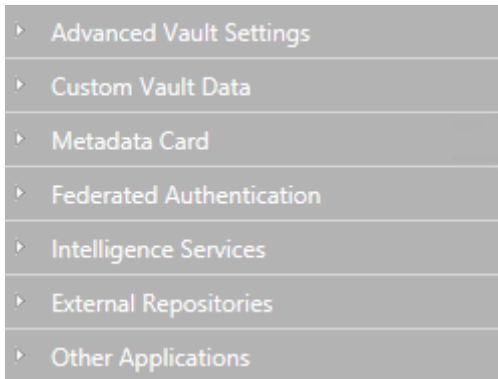 Advanced Vault Settings
Custom Vault Data
Metadata Card
Federated Authentication
Intelligence Services
External Repositories
Other Applications